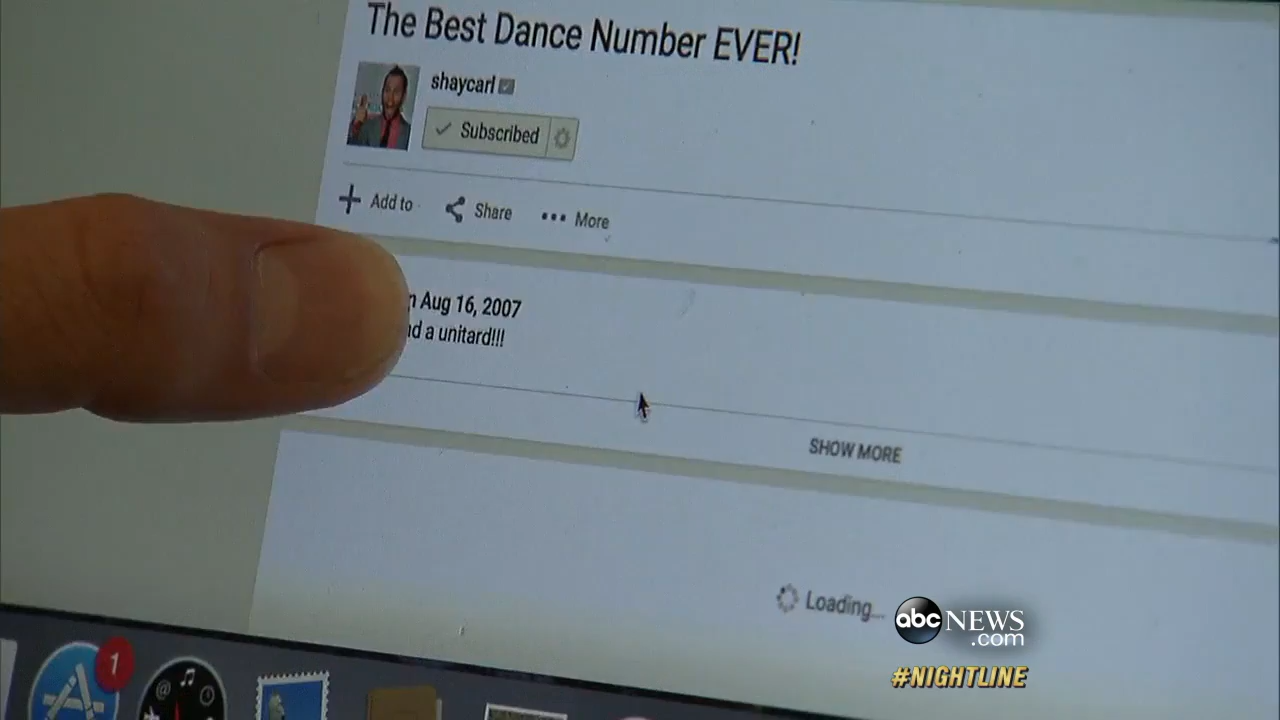 The Best Dance Number EVER!
shaycarl
Subscribed
Add to Share More
Aug 16, 2007
a unitard!!!
SHOW MORE
Loading...
abc NEWS
.com
#NIGHTLINE
1